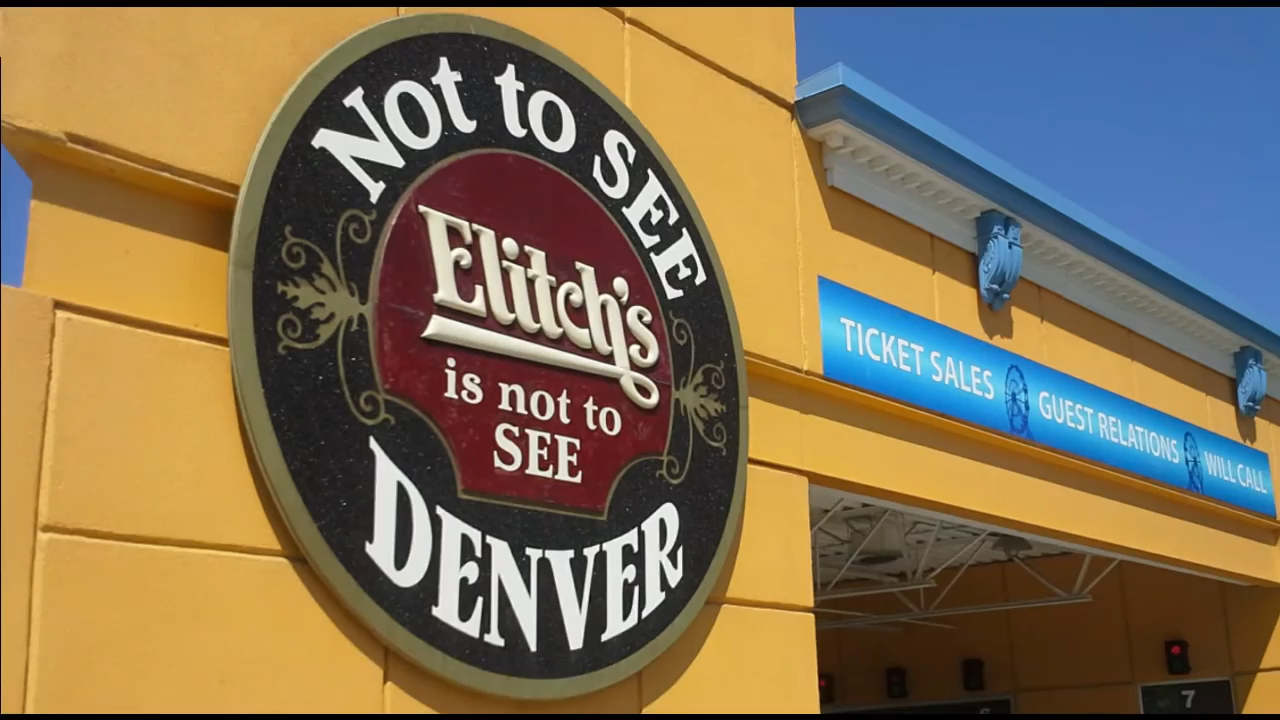 Not to SEE
Elitch's
is not to
SEE
DENVER
TICKET SALES GUEST RELATIONS WILL CALL
7